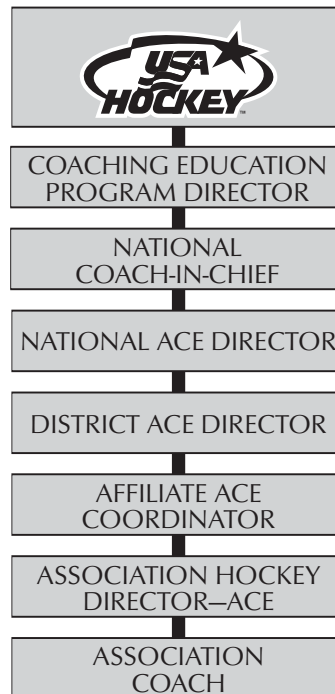 USA
HOCKEY
COACHING EDUCATION
PROGRAM DIRECTOR
NATIONAL
COACH-IN-CHIEF
NATIONAL ACE DIRECTOR
DISTRICT ACE DIRECTOR
AFFILIATE ACE
COORDINATOR
ASSOCIATION HOCKEY
DIRECTOR—ACE
ASSOCIATION
COACH